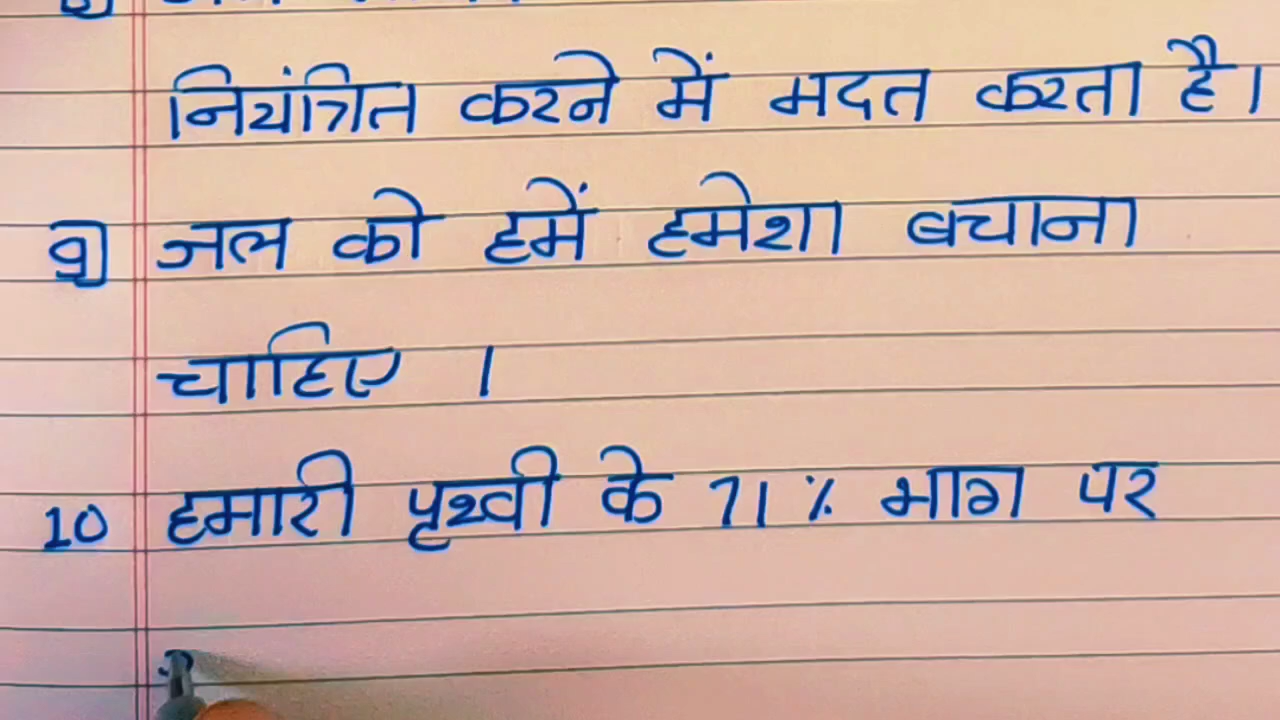 नियंत्रित करने में मदत करता है।
9) जल को हमें हमेशा बचाना
चाहिए ।
10 हमारी पृथ्वी के 71% भाग पर